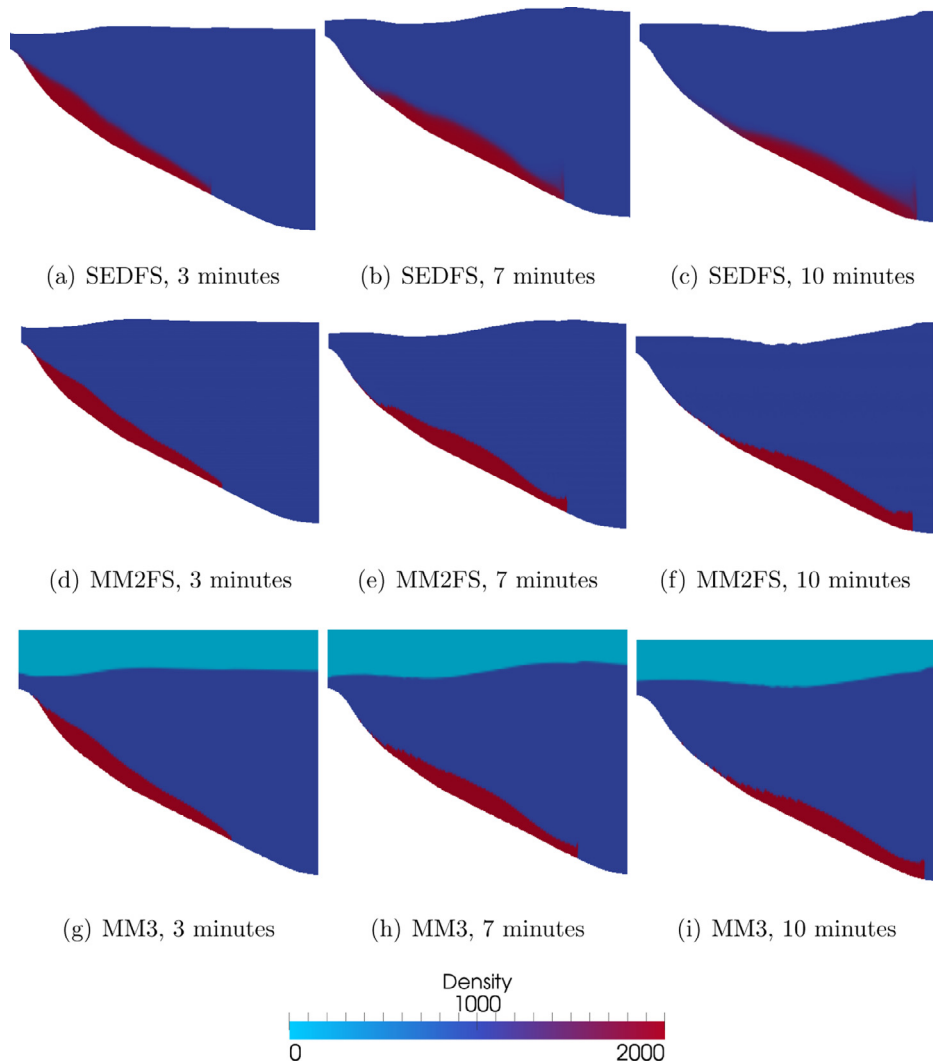 (a) SEDFS, 3 minutes
(b) SEDFS, 7 minutes
(c) SEDFS, 10 minutes
(d) MM2FS, 3 minutes
(e) MM2FS, 7 minutes
(f) MM2FS, 10 minutes
(g) MM3, 3 minutes
(h) MM3, 7 minutes
(i) MM3, 10 minutes
Density
1000
0 2000